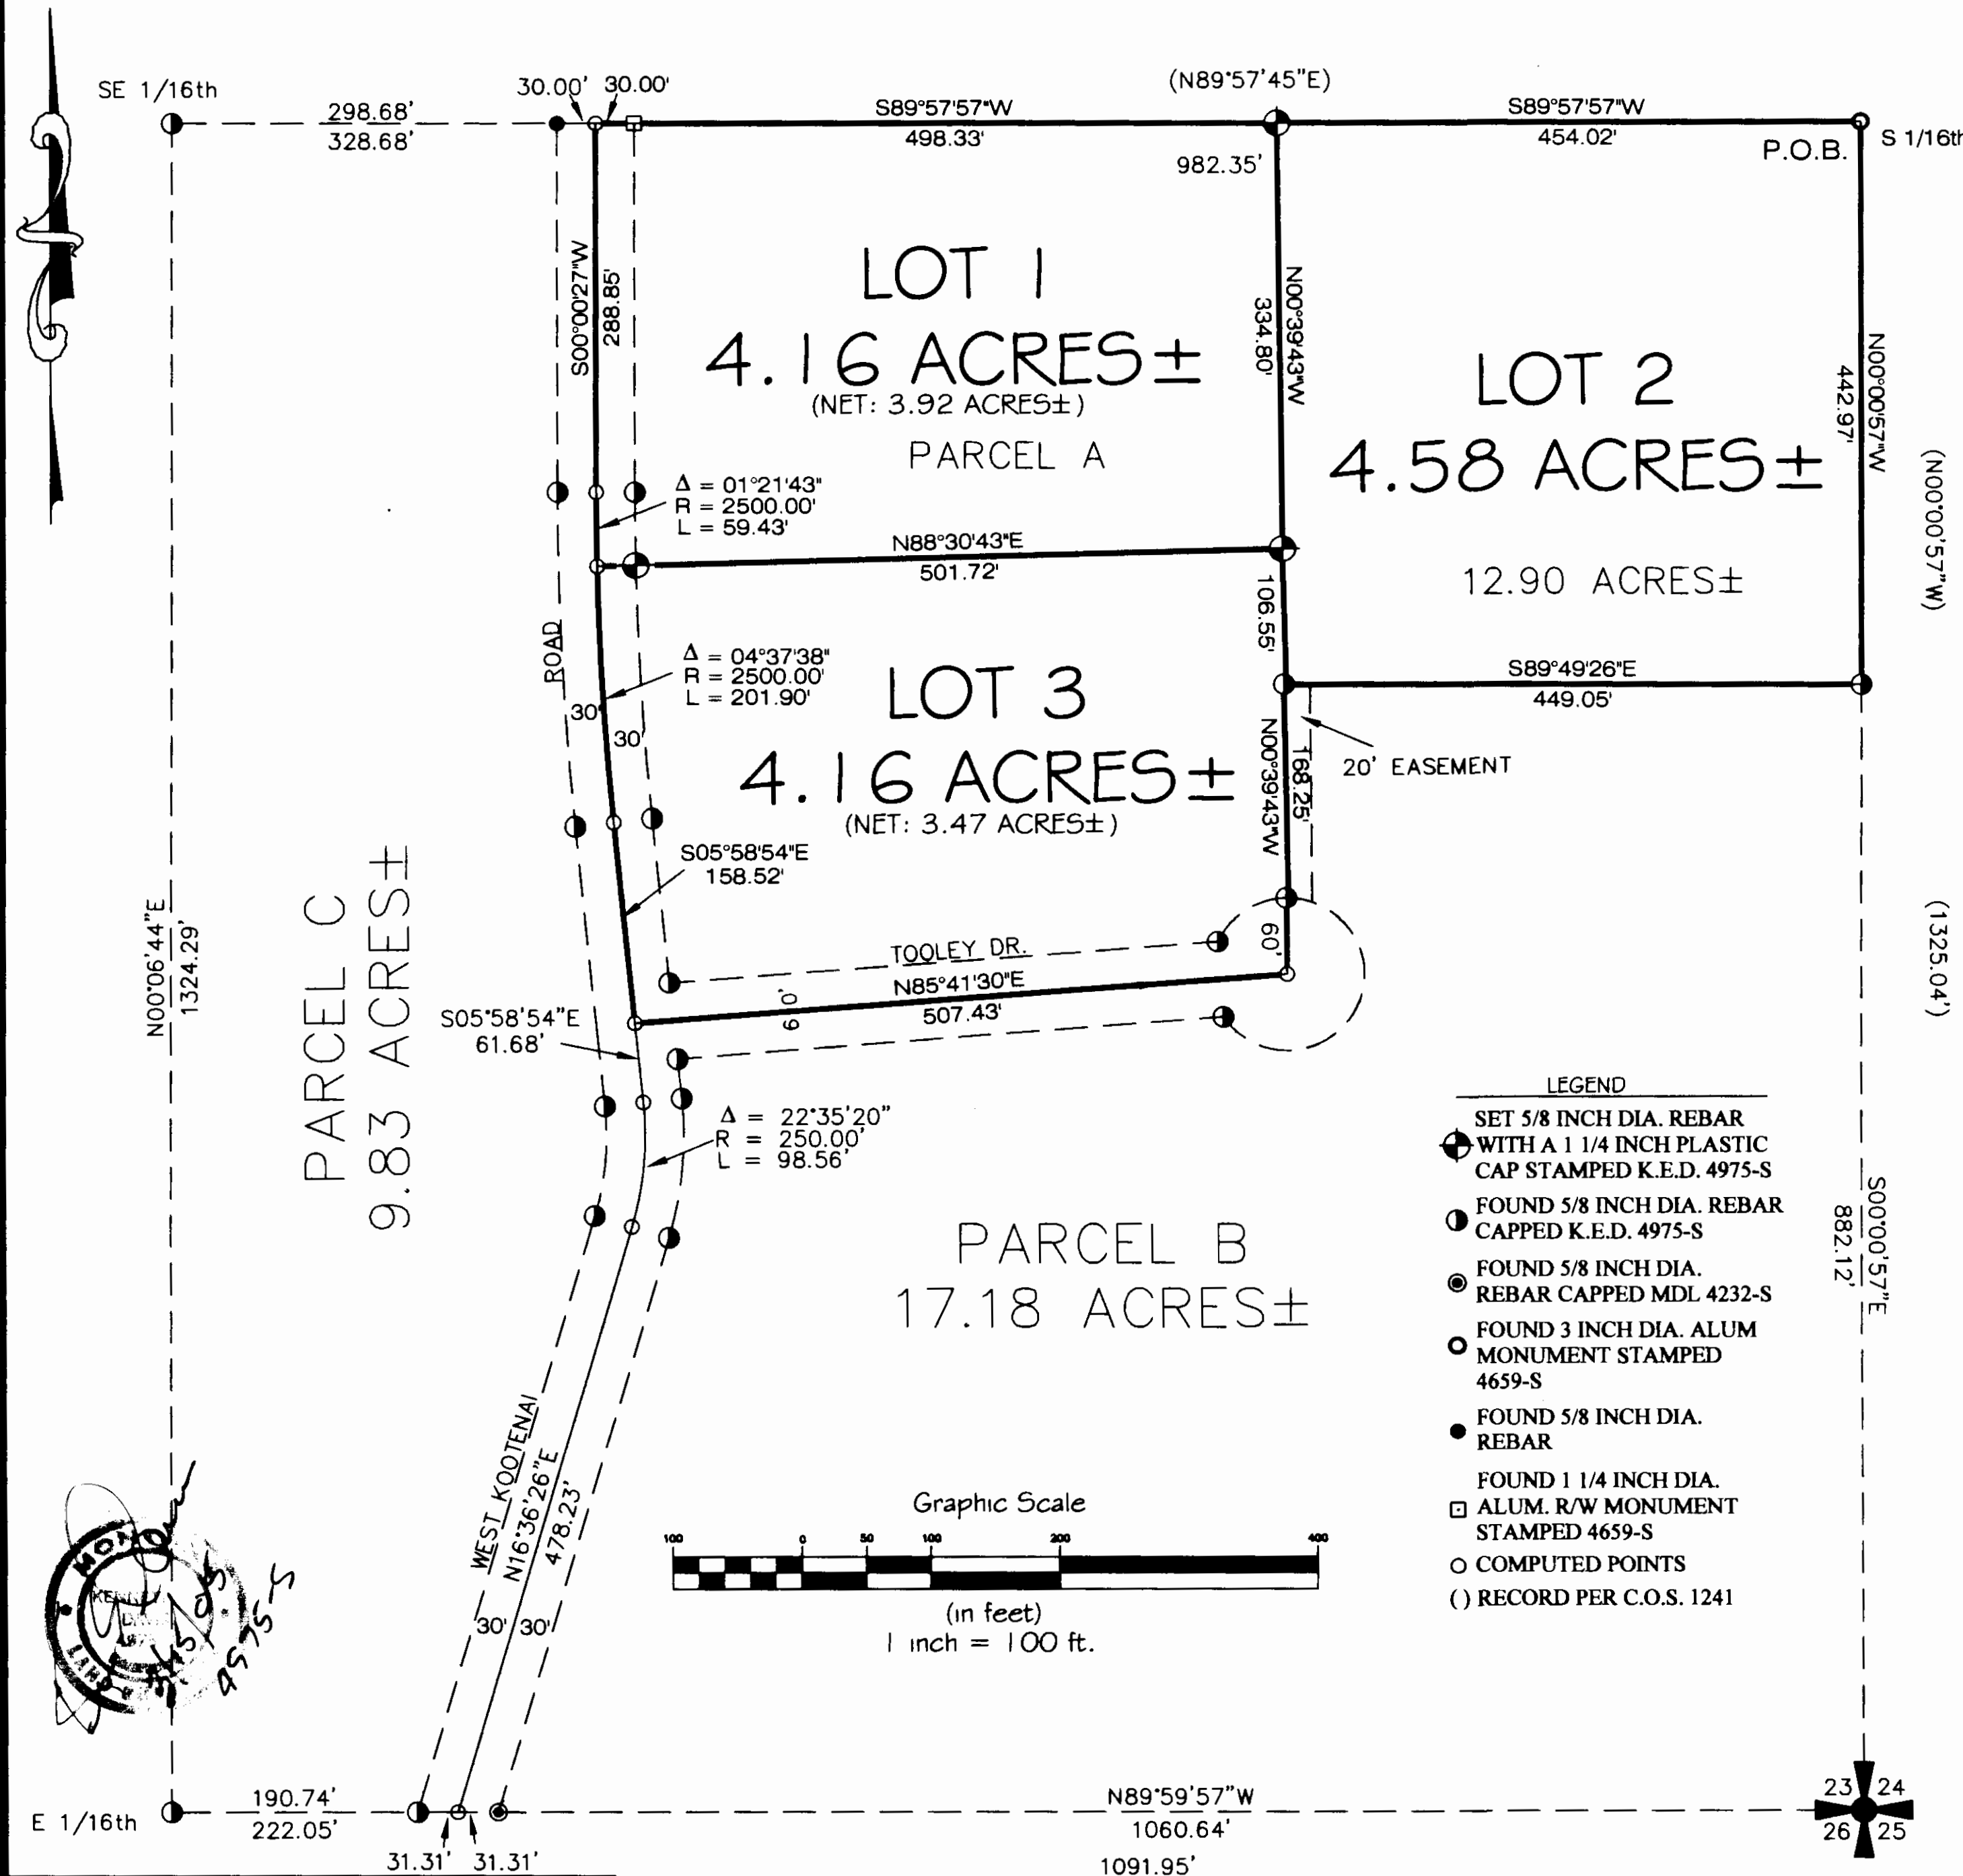 SE 1/16th
298.68'
328.68'
30.00' 30.00'
(N89°57'45"E)
S89°57'57"W
498.33'
982.35'
S89°57'57"W
454.02'
P.O.B.
S 1/16th
S00°00'27"W
288.85'
LOT 1
4.16 ACRES±
(NET: 3.92 ACRES±)
PARCEL A
N00°39'43"W
334.80'
LOT 2
4.58 ACRES±
12.90 ACRES±
N00°00'57"W
442.97'
(N00°00'57"W)
Δ = 01°21'43"
R = 2500.00'
L = 59.43'
N88°30'43"E
501.72'
106.55'
S89°49'26"E
449.05'
ROAD
Δ = 04°37'38"
R = 2500.00'
L = 201.90'
30'
30'
LOT 3
4.16 ACRES±
(NET: 3.47 ACRES±)
N00°39'43"W
168.25'
20' EASEMENT
S05°58'54"E
158.52'
60'
TOOLEY DR.
N85°41'30"E
507.43'
60'
N00°06'44"E
1324.29'
PARCEL C
9.83 ACRES±
S05°58'54"E
61.68'
Δ = 22°35'20"
R = 250.00'
L = 98.56'
(1325.04')
S00°00'57"E
882.12'
PARCEL B
17.18 ACRES±
LEGEND
SET 5/8 INCH DIA. REBAR
WITH A 1 1/4 INCH PLASTIC
CAP STAMPED K.E.D. 4975-S
FOUND 5/8 INCH DIA. REBAR
CAPPED K.E.D. 4975-S
FOUND 5/8 INCH DIA.
REBAR CAPPED MDL 4232-S
FOUND 3 INCH DIA. ALUM
MONUMENT STAMPED
4659-S
FOUND 5/8 INCH DIA.
REBAR
FOUND 1 1/4 INCH DIA.
ALUM. R/W MONUMENT
STAMPED 4659-S
COMPUTED POINTS
( ) RECORD PER C.O.S. 1241
WEST KOOTENAI
N16°36'26"E
478.23'
30' 30'
Graphic Scale
100 0 50 100 200 400
(in feet)
1 inch = 100 ft.
4975-S
E 1/16th
190.74'
222.05'
31.31' 31.31'
N89°59'57"W
1060.64'
1091.95'
23 24
26 25